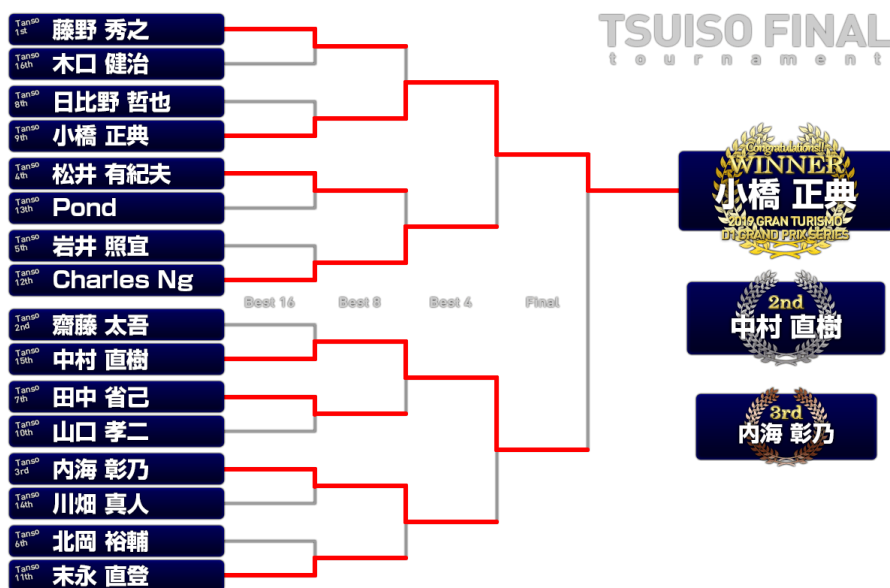 TSUISO FINAL
tournament
Tanso 1st
藤野 秀之
Tanso 16th
木口 健治
Tanso 8th
日比野 哲也
Tanso 9th
小橋 正典
Tanso 4th
松井 有紀夫
Tanso 13th
Pond
Tanso 5th
岩井 照宜
Tanso 12th
Charles Ng
Best 16
Best 8
Best 4
Final
Tanso 2nd
齋藤 太吾
Tanso 15th
中村 直樹
Tanso 7th
田中 省己
Tanso 10th
山口 孝二
Tanso 3rd
内海 彰乃
Tanso 14th
川畑 真人
Tanso 6th
北岡 裕輔
Tanso 11th
末永 直登
Congratulations!!
WINNER
小橋 正典
2019 GRAN TURISMO
D1 GRAND PRIX SERIES
2nd
中村 直樹
3rd
内海 彰乃